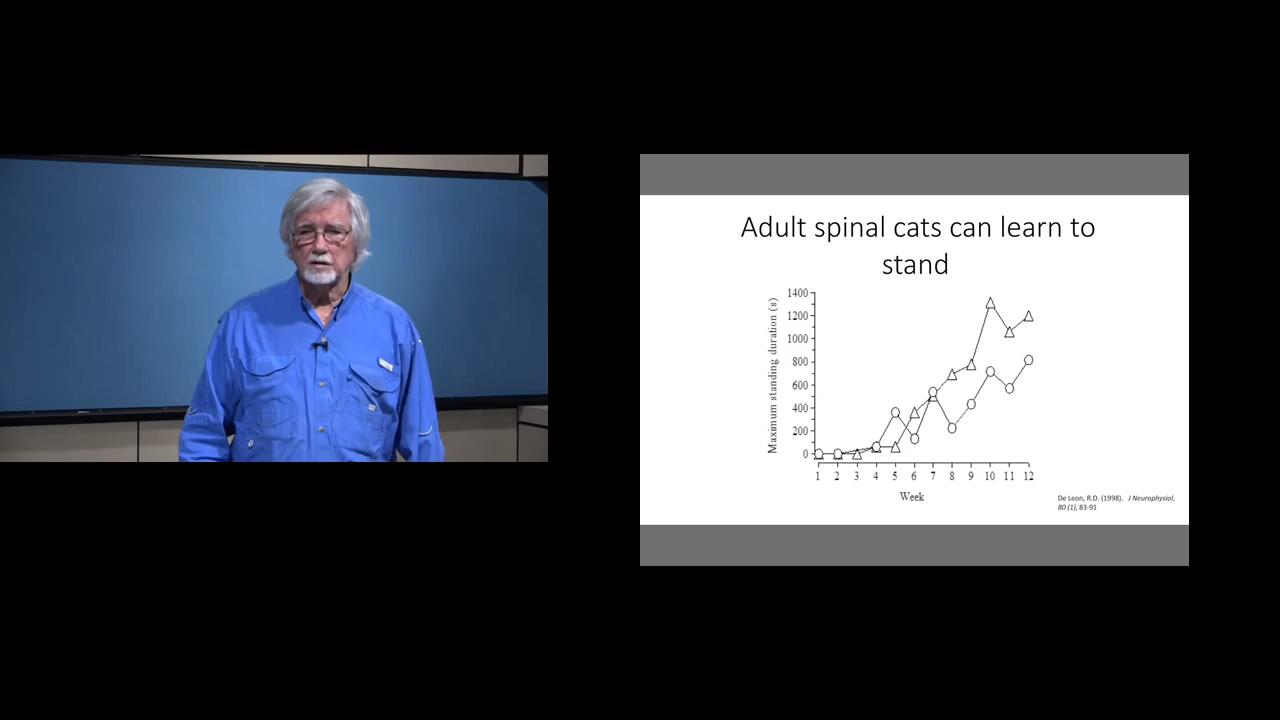 Adult spinal cats can learn to
stand
Maximum standing duration (s)
1400
1200
1000
800
600
400
200
0
1 2 3 4 5 6 7 8 9 10 11 12
Week
De Leon, R.D. (1998). J Neurophysiol,
80 (1), 83-91